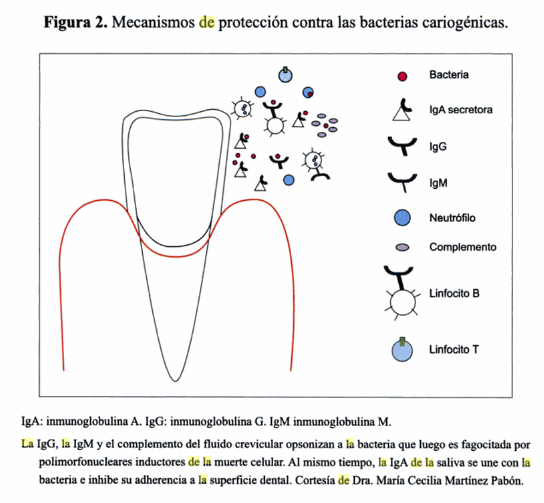 Figura 2. Mecanismos de protección contra las bacterias cariogénicas.
Bacteria
IgA secretora
IgG
IgM
Neutrófilo
Complemento
Linfocito B
Linfocito T
IgA: inmunoglobulina A. IgG: inmunoglobulina G. IgM inmunoglobulina M.
La IgG, la IgM y el complemento del fluido crevicular opsonizan a la bacteria que luego es fagocitada por
polimorfonucleares inductores de la muerte celular. Al mismo tiempo, la IgA de la saliva se une con la
bacteria e inhibe su adherencia a la superficie dental. Cortesía de Dra. María Cecilia Martínez Pabón.